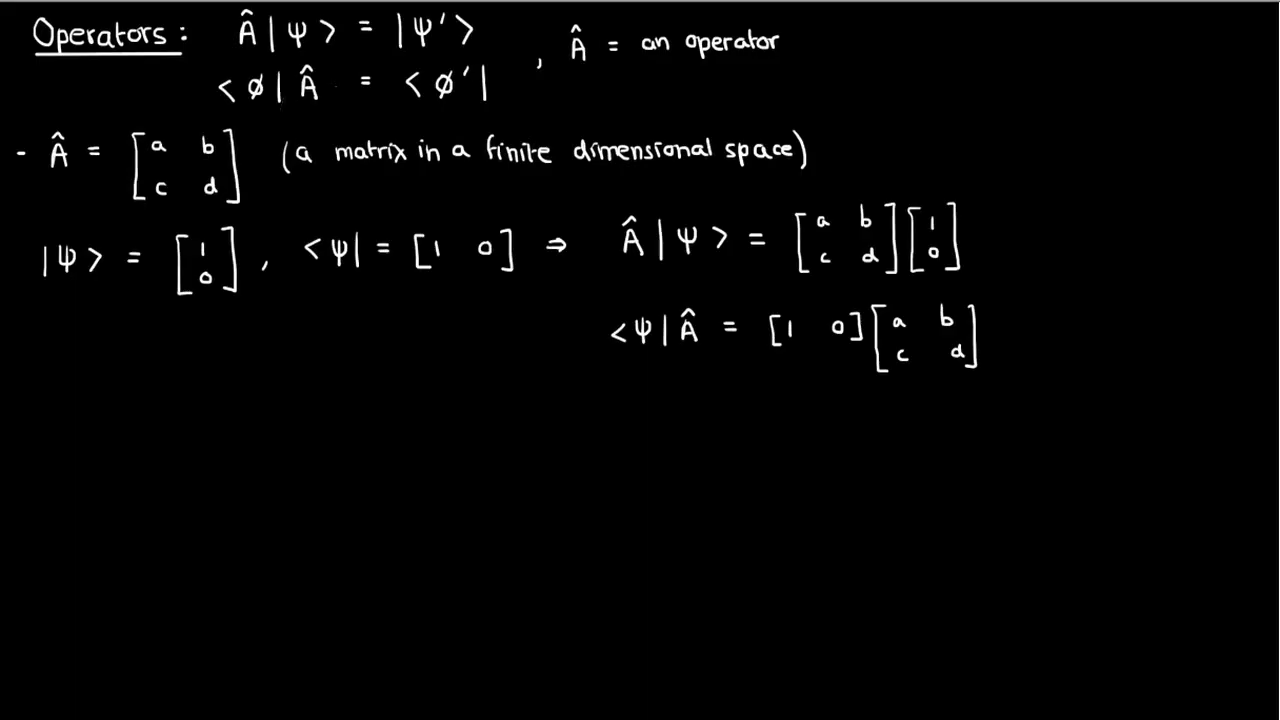 Operators: Â|Ψ> = |Ψ'>
<ø|Â = <ø'| , Â = an operator
- Â = [a b; c d] (a matrix in a finite dimensional space)
|Ψ> = [1; 0] , <Ψ| = [1 0] ⇒ Â|Ψ> = [a b; c d][1; 0]
<Ψ|Â = [1 0][a b; c d]